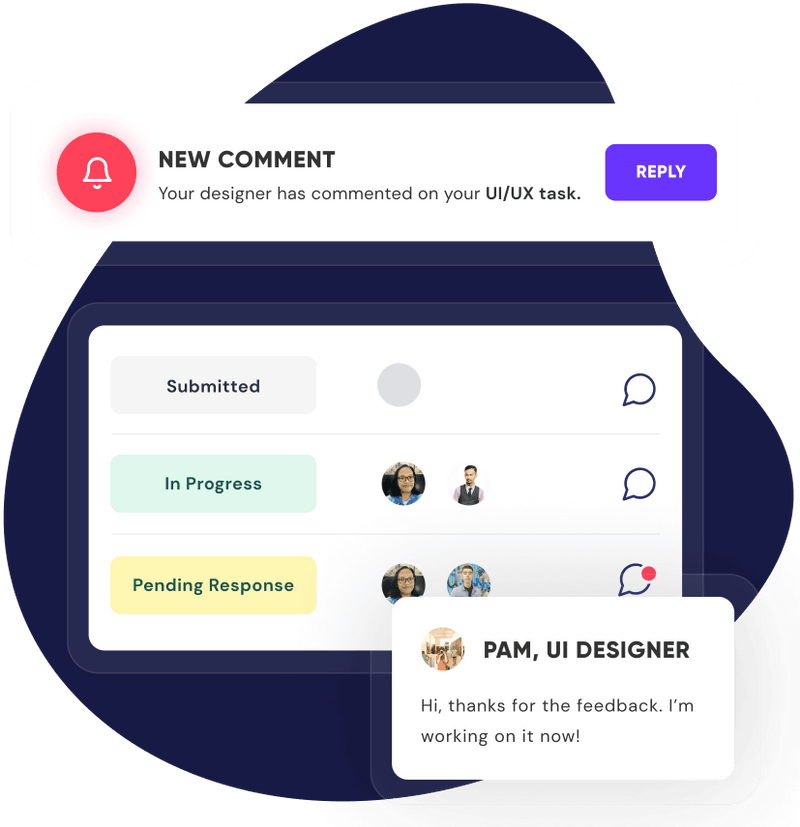 NEW COMMENT
Your designer has commented on your UI/UX task.
REPLY
Submitted
In Progress
Pending Response
PAM, UI DESIGNER
Hi, thanks for the feedback. I’m
working on it now!